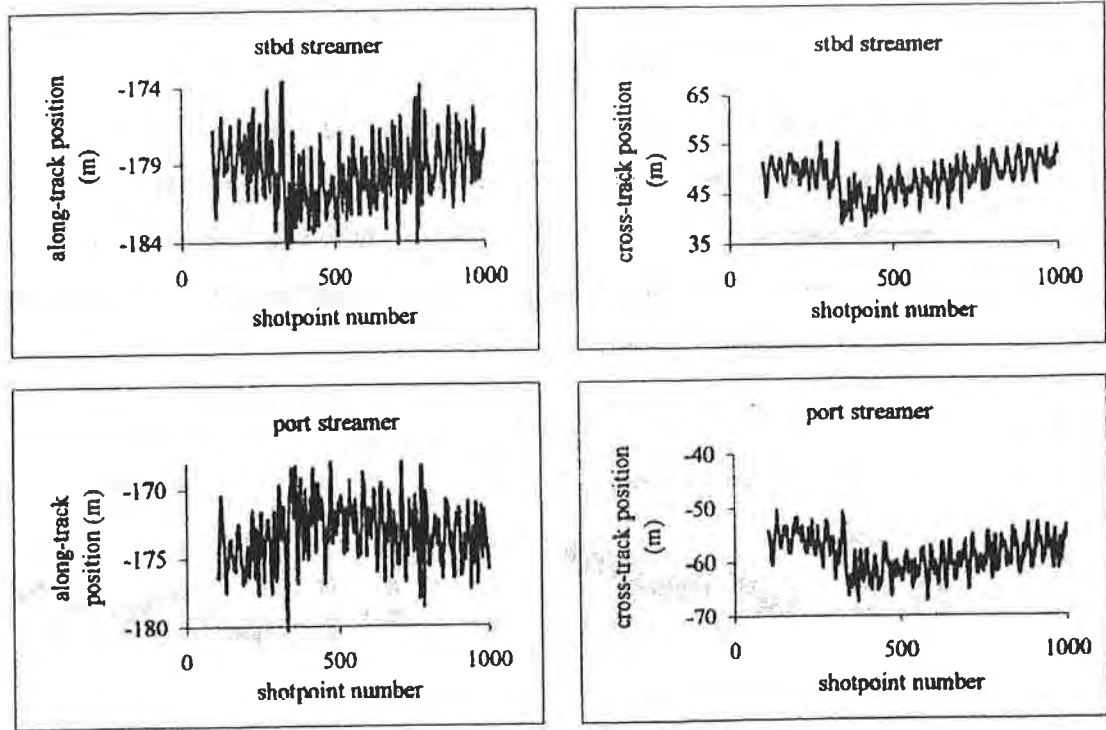 stbd streamer
along-track position
(m)
-174
-179
-184
0
500
1000
shotpoint number
stbd streamer
cross-track position
(m)
65
55
45
35
0
500
1000
shotpoint number
port streamer
along-track
position (m)
-170
-175
-180
0
500
1000
shotpoint number
port streamer
cross-track position
(m)
-40
-50
-60
-70
0
500
1000
shotpoint number